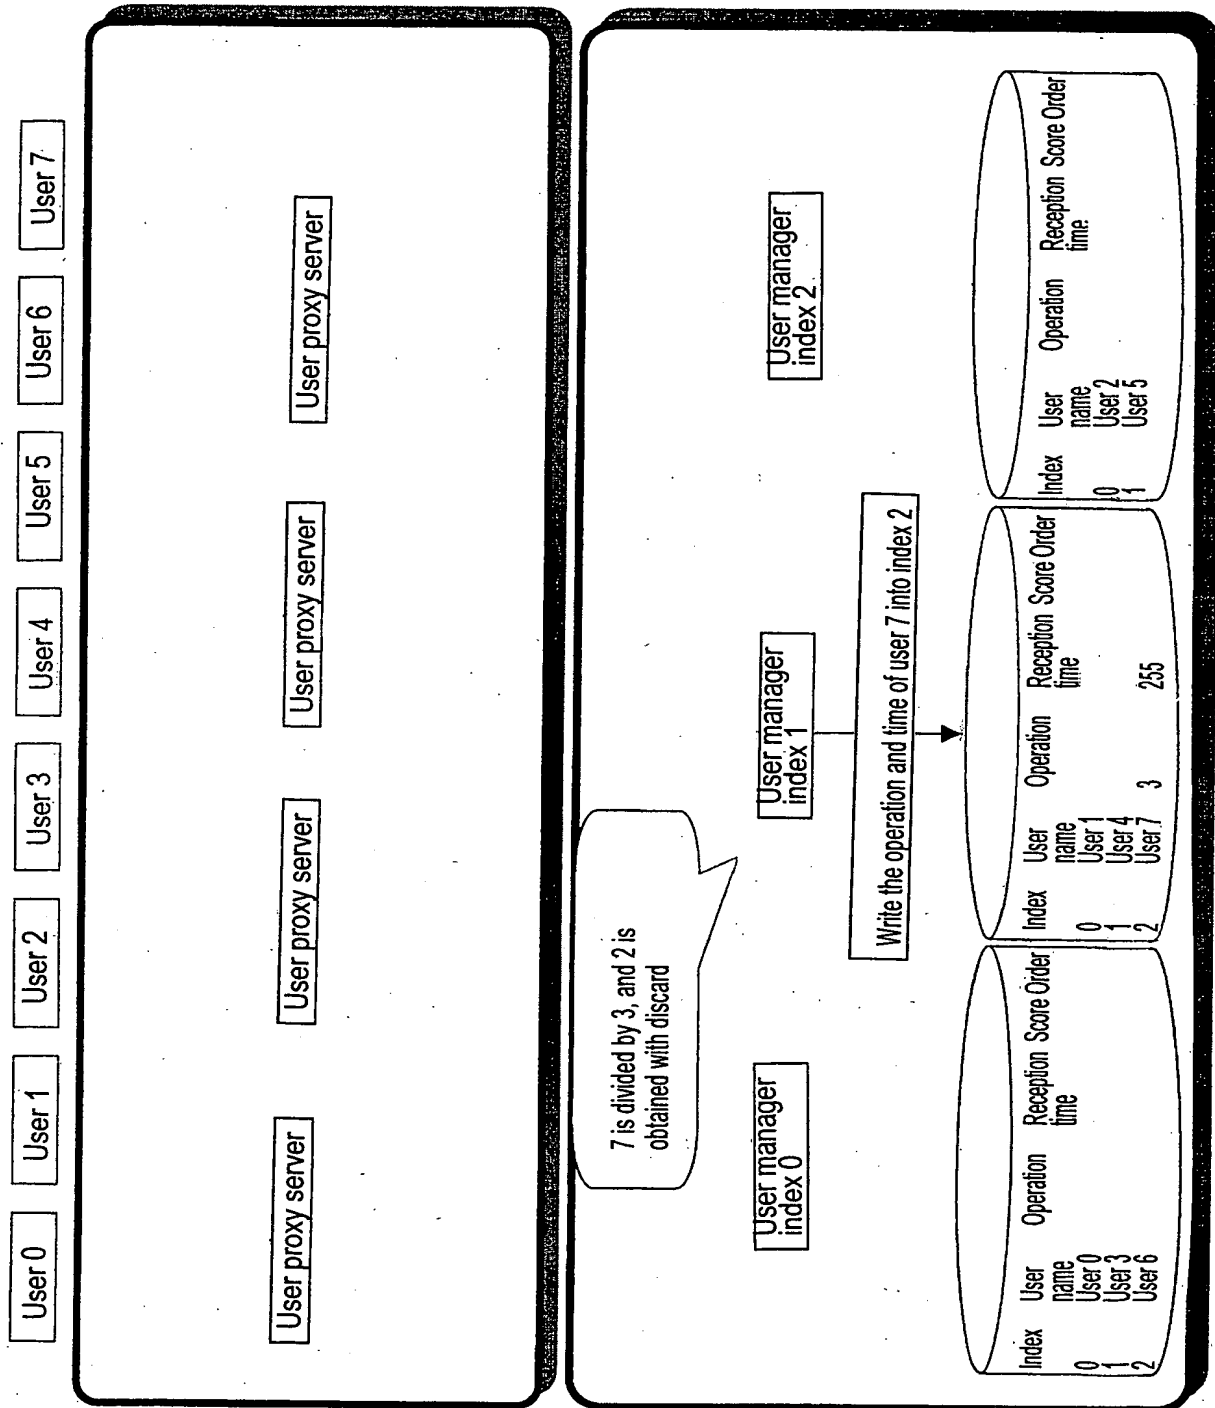 User 0
User 1
User 2
User 3
User 4
User 5
User 6
User 7
User proxy server
User proxy server
User proxy server
User proxy server
7 is divided by 3, and 2 is
obtained with discard
User manager
index 0
User manager
index 1
User manager
index 2
Write the operation and time of user 7 into index 2
Index User name Operation Reception time Score Order
0 User 0
1 User 3
2 User 6
Index User name Operation Reception time Score Order
0 User 1
1 User 4
2 User 7 3 255
Index User name Operation Reception time Score Order
0 User 2
1 User 5